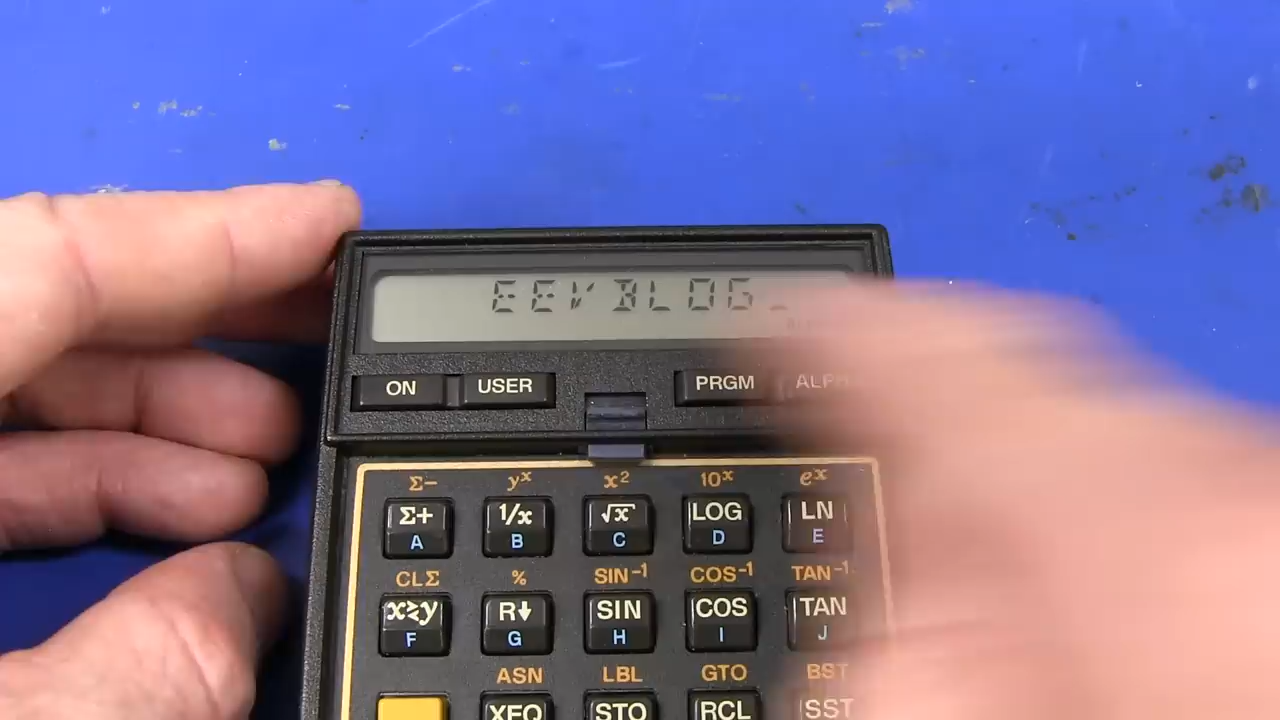 EEVBLOG_
ON USER PRGM ALPH
Σ− yˣ x² 10ˣ eˣ
Σ+ 1/x √x LOG LN
A B C D E
CLΣ % SIN⁻¹ COS⁻¹ TAN⁻¹
x≷y R↓ SIN COS TAN
F G H I J
ASN LBL GTO BST
XEQ STO RCL SST